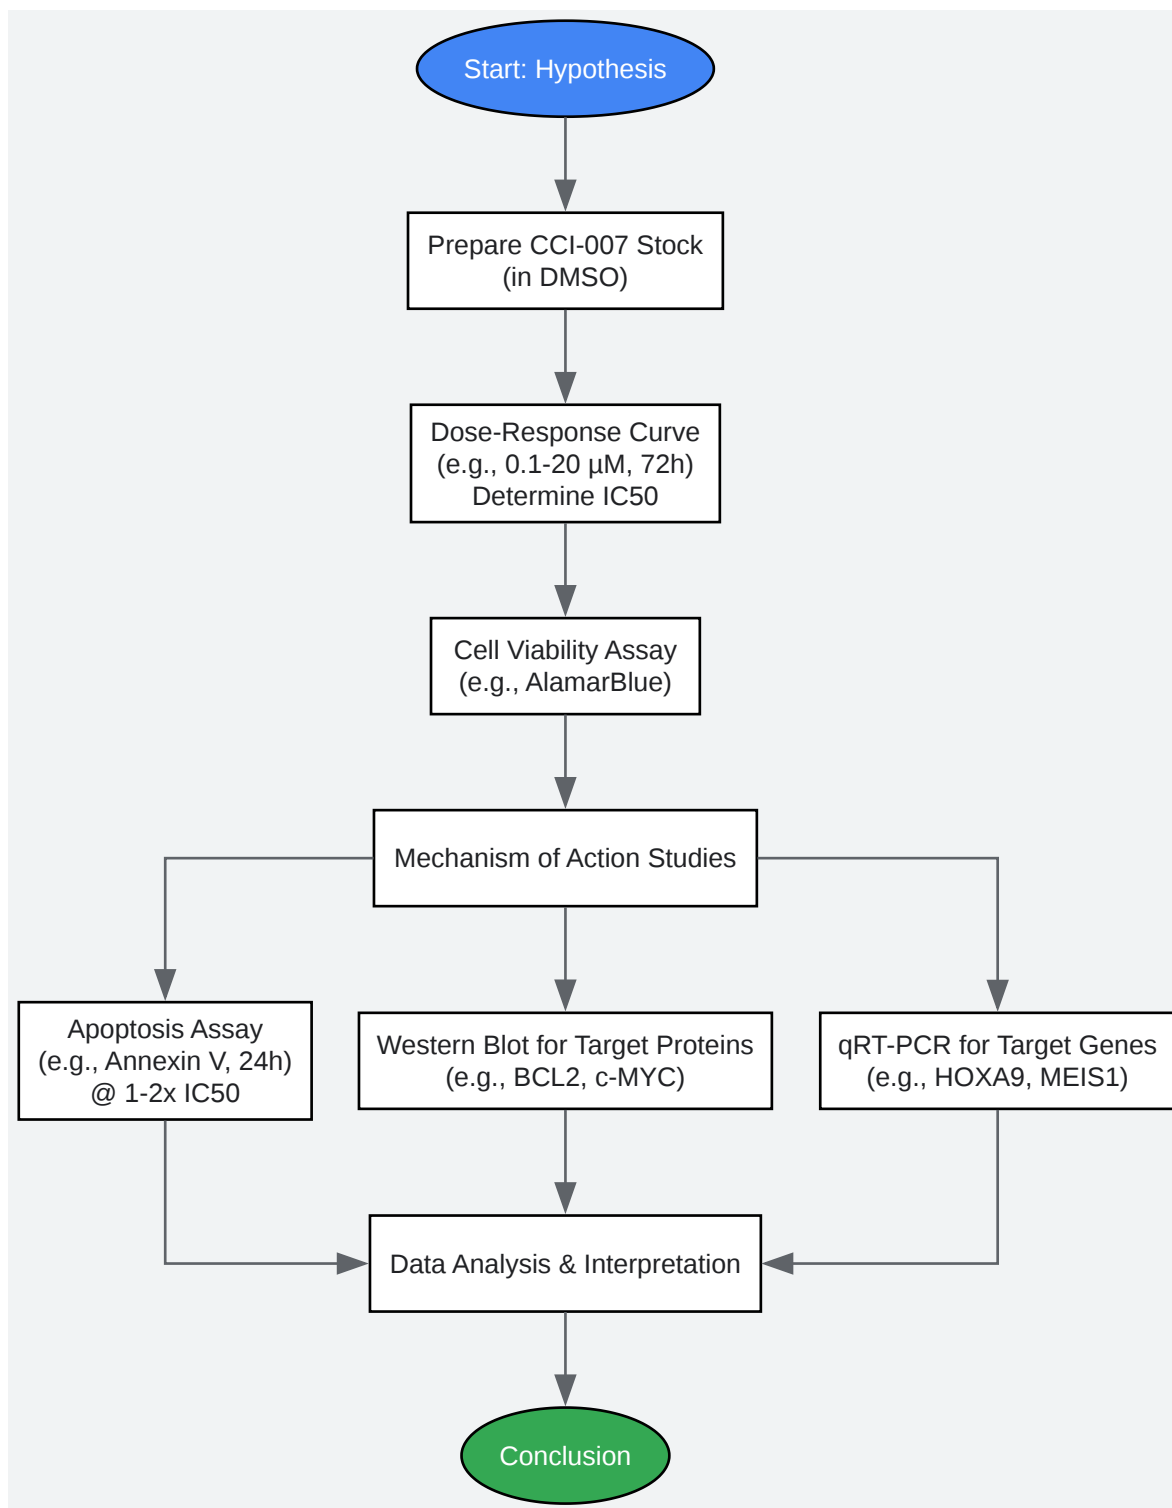 Start: Hypothesis
Prepare CCI-007 Stock
(in DMSO)
Dose-Response Curve
(e.g., 0.1-20 µM, 72h)
Determine IC50
Cell Viability Assay
(e.g., AlamarBlue)
Mechanism of Action Studies
Apoptosis Assay
(e.g., Annexin V, 24h)
@ 1-2x IC50
Western Blot for Target Proteins
(e.g., BCL2, c-MYC)
qRT-PCR for Target Genes
(e.g., HOXA9, MEIS1)
Data Analysis & Interpretation
Conclusion